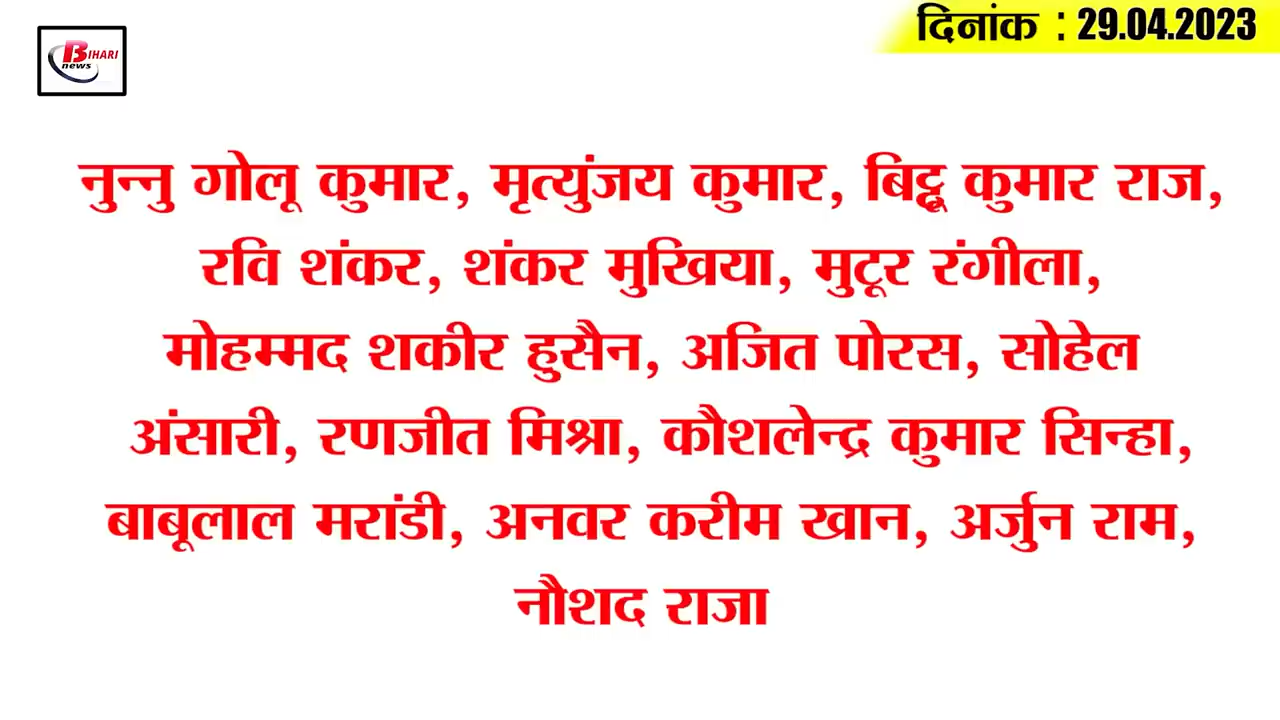 BIHARI
news
दिनांक : 29.04.2023
नुन्नु गोलू कुमार, मृत्युंजय कुमार, बिट्टू कुमार राज,
रवि शंकर, शंकर मुखिया, मुटूर रंगीला,
मोहम्मद शकीर हुसैन, अजित पोरस, सोहेल
अंसारी, रणजीत मिश्रा, कौशलेन्द्र कुमार सिन्हा,
बाबूलाल मरांडी, अनवर करीम खान, अर्जुन राम,
नौशद राजा